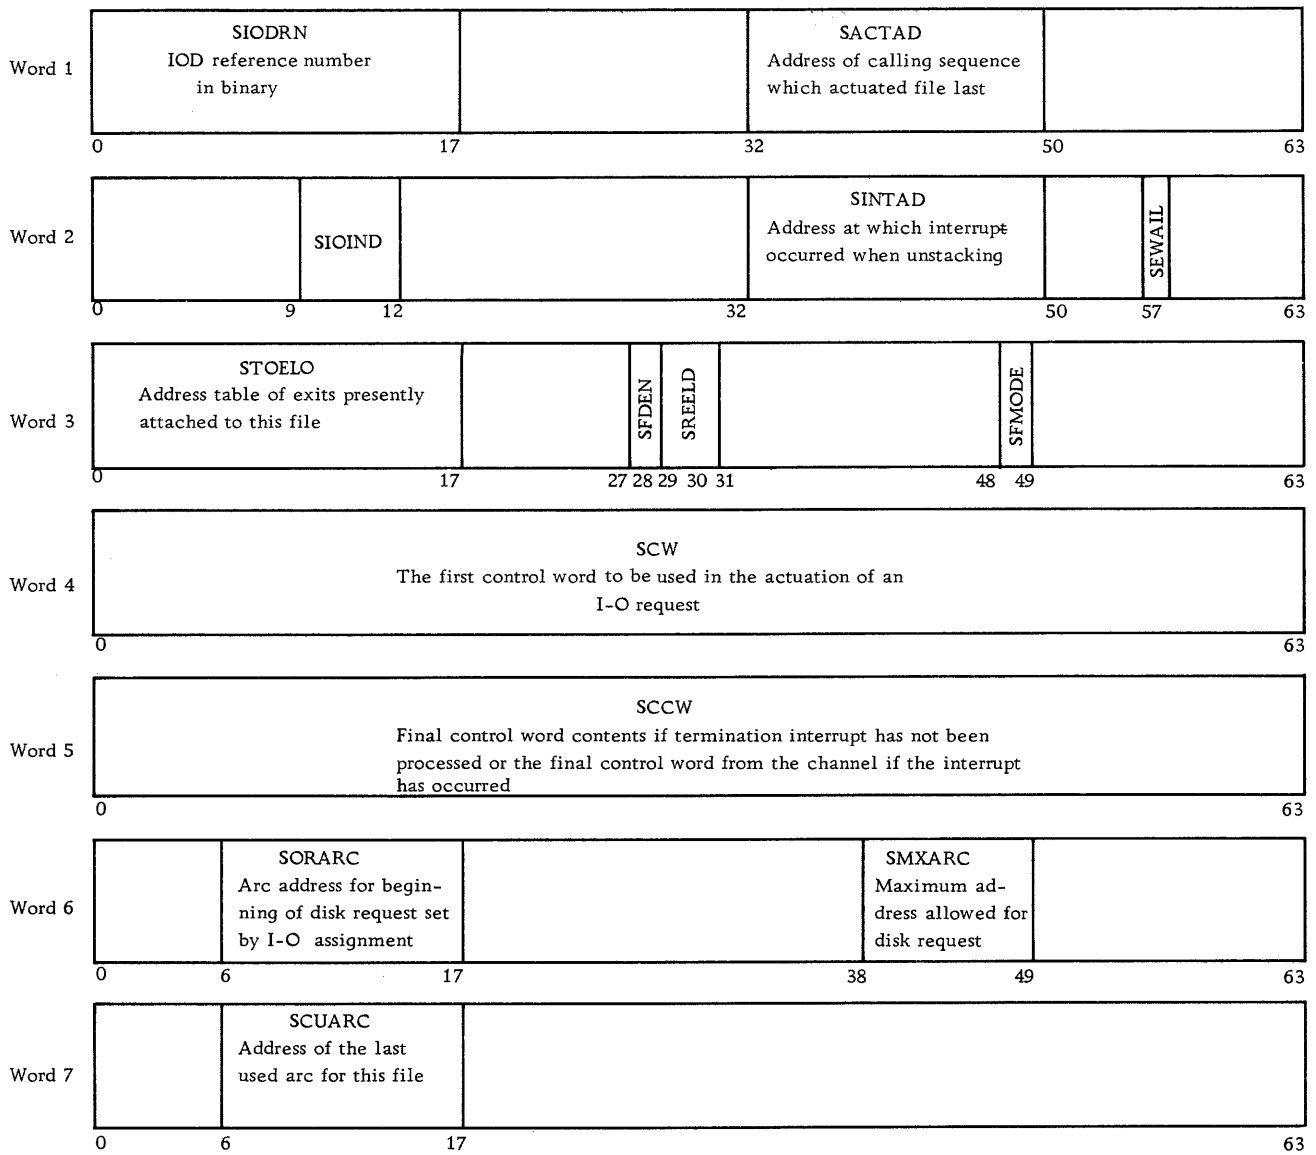 SIODRN
IOD reference number
in binary
SACTAD
Address of calling sequence
which actuated file last
Word 1
0 17 32 50 63
SIOIND
SINTAD
Address at which interrupt
occurred when unstacking
SEWAIL
Word 2
0 9 12 32 50 57 63
STOELO
Address table of exits presently
attached to this file
SFDEN
SREELD
SFMODE
Word 3
0 17 27 28 29 30 31 48 49 63
SCW
The first control word to be used in the actuation of an
I-O request
Word 4
0 63
SCCW
Final control word contents if termination interrupt has not been
processed or the final control word from the channel if the interrupt
has occurred
Word 5
0 63
SORARC
Arc address for begin-
ning of disk request set
by I-O assignment
SMXARC
Maximum ad-
dress allowed for
disk request
Word 6
0 6 17 38 49 63
SCUARC
Address of the last
used arc for this file
Word 7
0 6 17 63